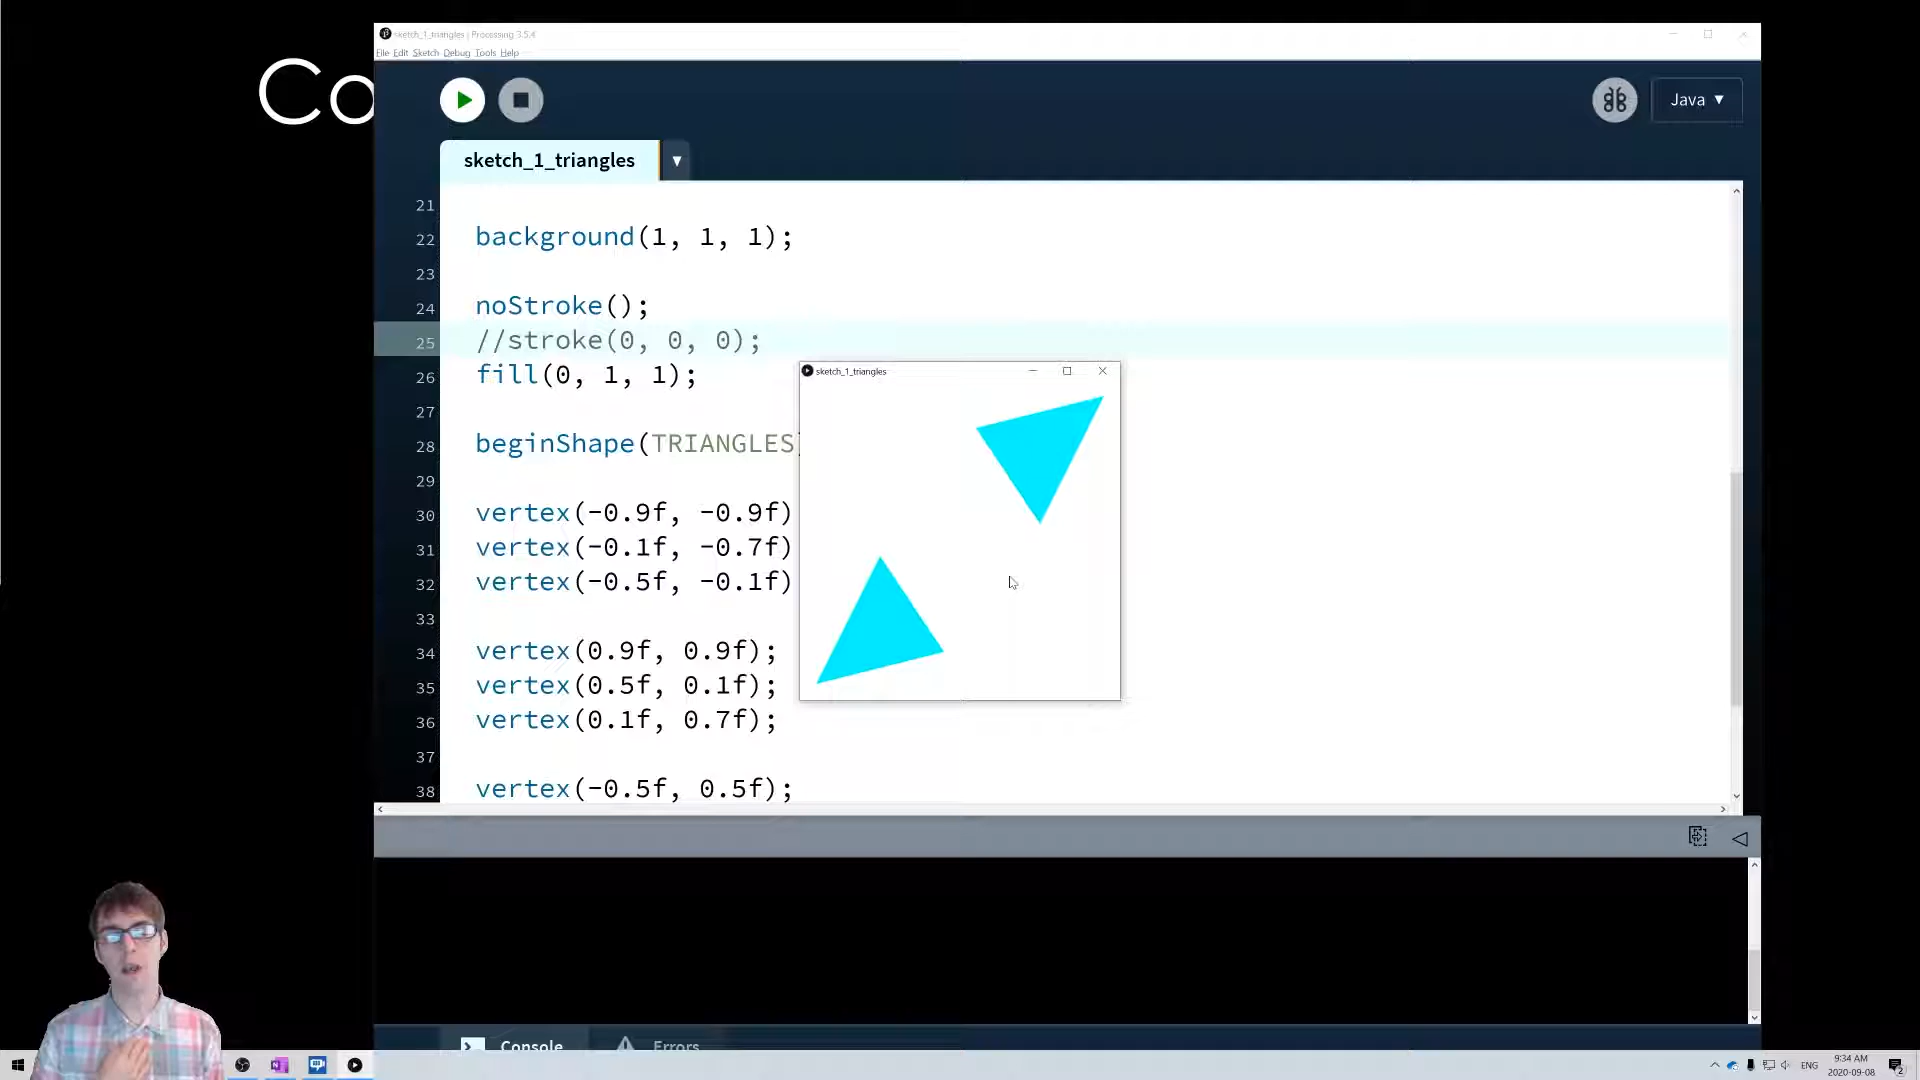 Co
sketch_1_triangles | Processing 3.5.4
File Edit Sketch Debug Tools Help
Java ▼
sketch_1_triangles ▼
21
22 background(1, 1, 1);
23
24 noStroke();
25 //stroke(0, 0, 0);
26 fill(0, 1, 1);
27
28 beginShape(TRIANGLES)
29
30 vertex(-0.9f, -0.9f)
31 vertex(-0.1f, -0.7f)
32 vertex(-0.5f, -0.1f)
33
34 vertex(0.9f, 0.9f);
35 vertex(0.5f, 0.1f);
36 vertex(0.1f, 0.7f);
37
38 vertex(-0.5f, 0.5f);
sketch_1_triangles
Console Errors
ENG
9:34 AM
2020-09-08
2